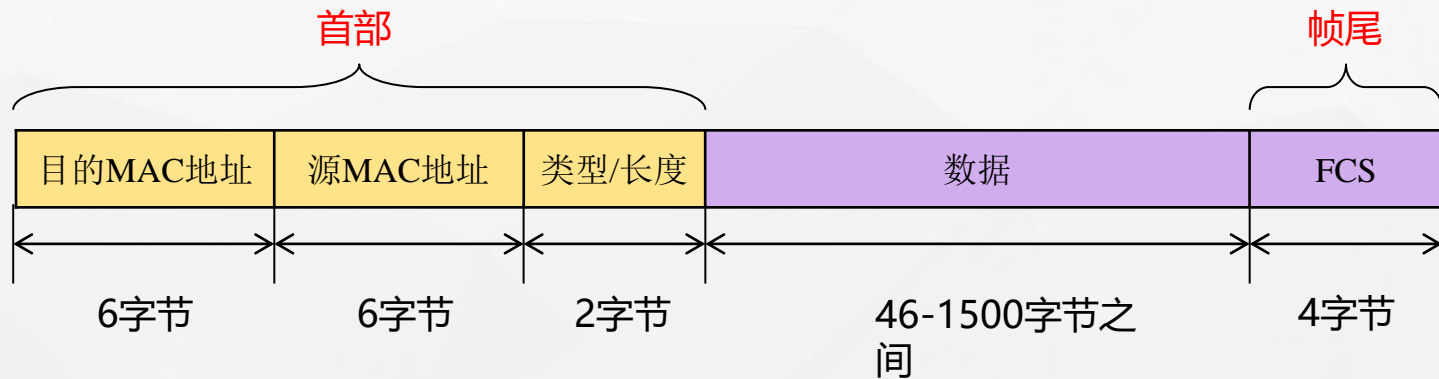 首部
帧尾
目的MAC地址
源MAC地址
类型/长度
数据
FCS
6字节
6字节
2字节
46-1500字节之
间
4字节